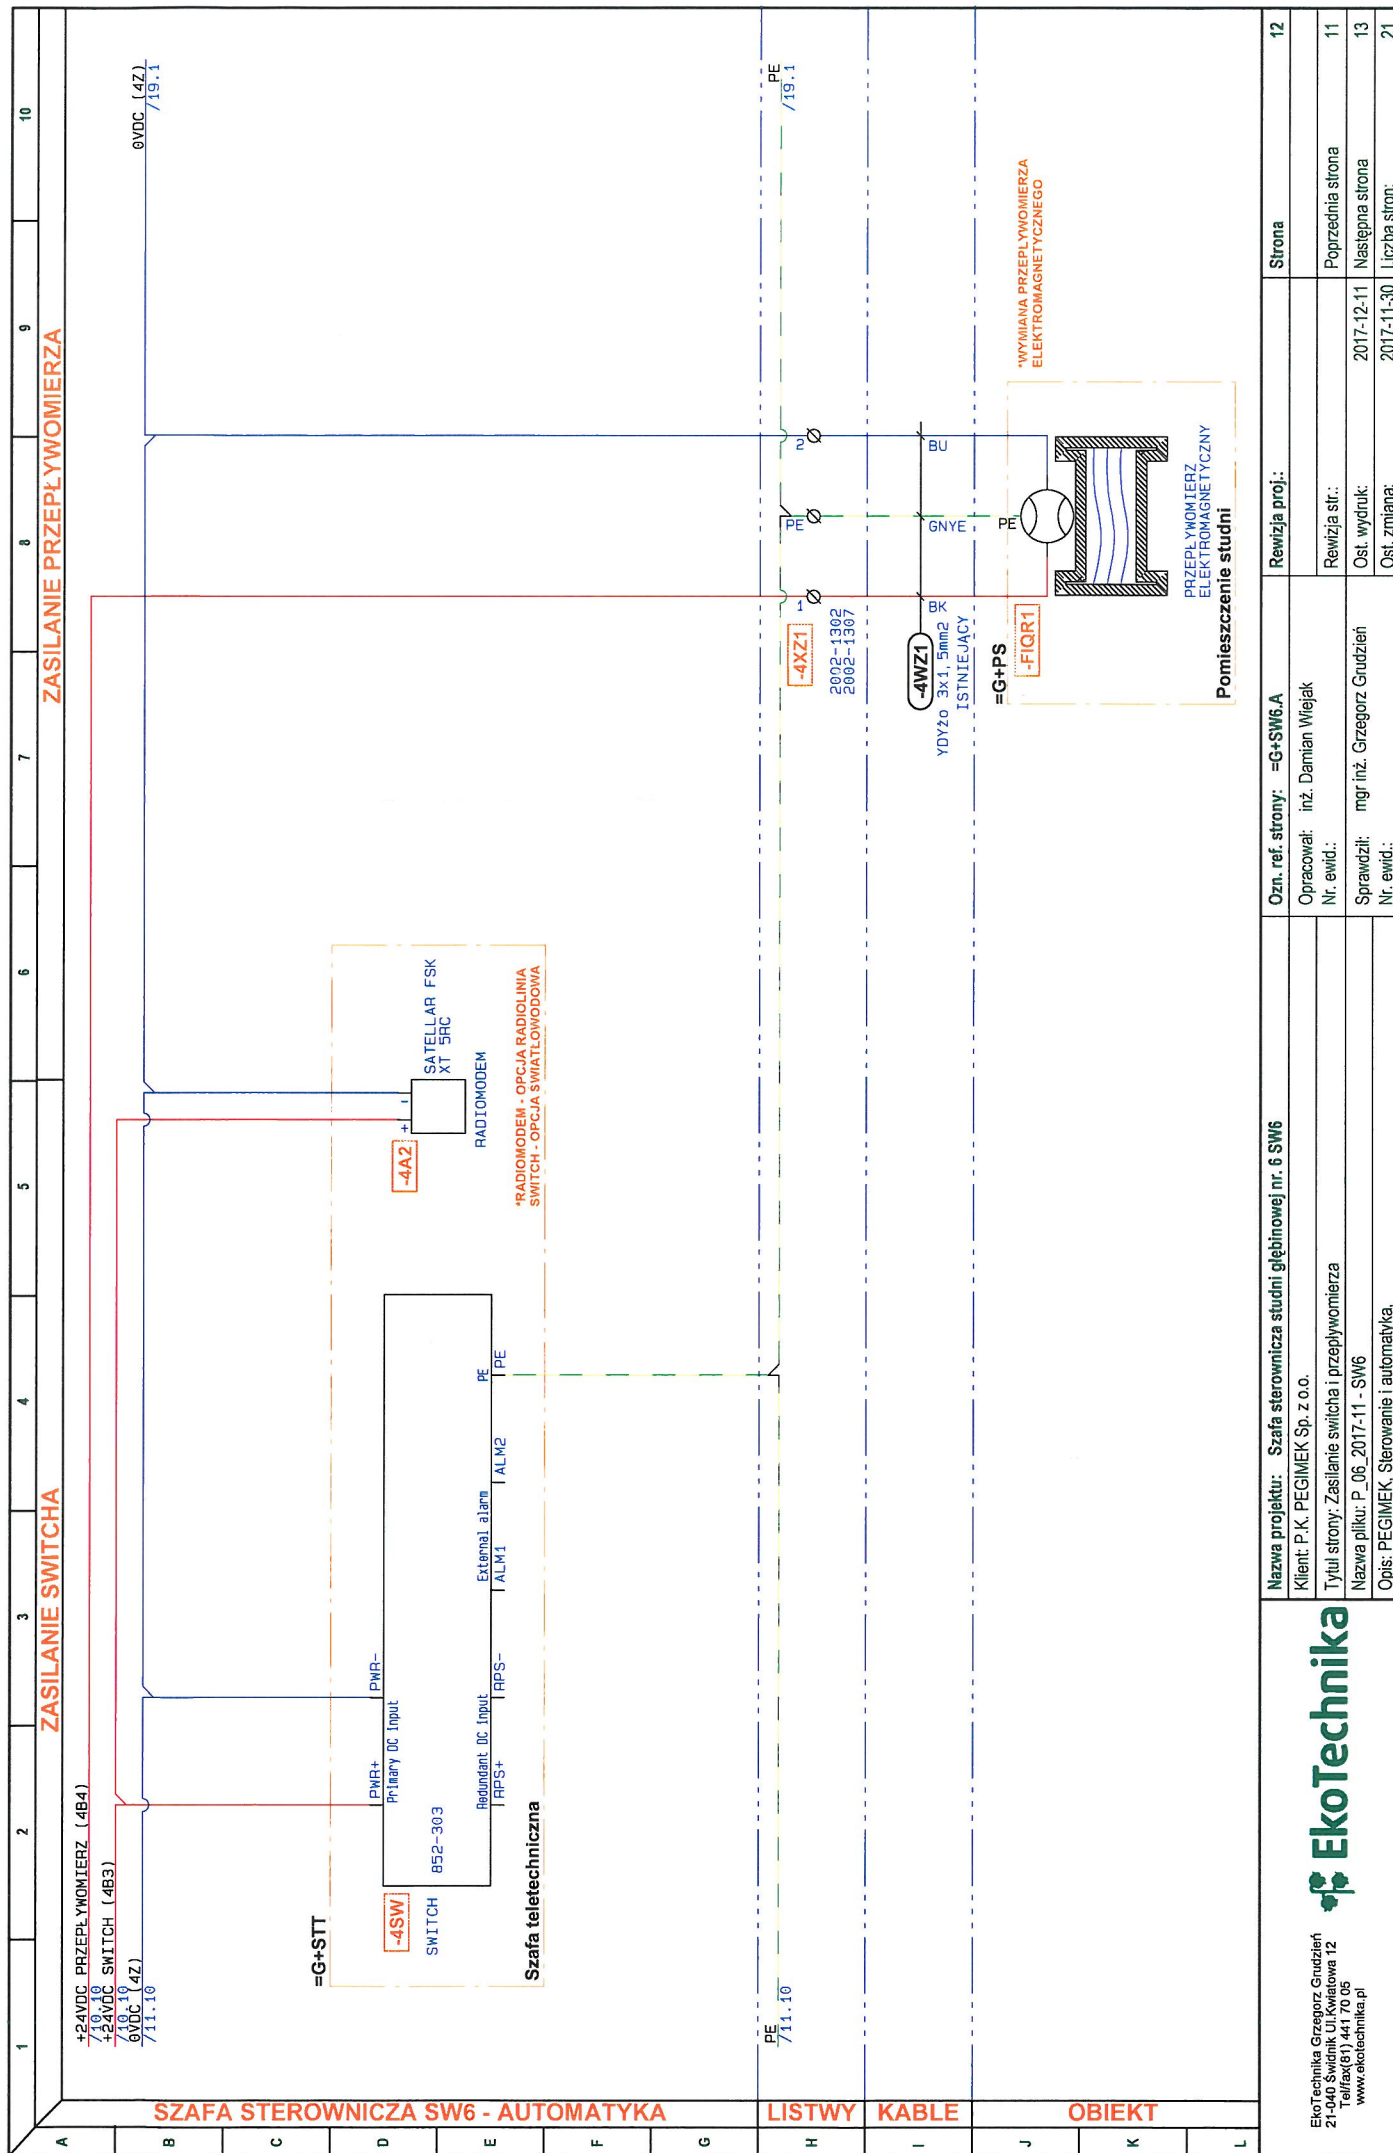 1 2 3 4 5 6 7 8 9 10
ZASILANIE SWITCHA
ZASILANIE PRZEPŁYWOMIERZA
A
B
C
D
E
F
G
H
I
J
K
L
SZAFA STEROWNICZA SW6 - AUTOMATYKA
LISTWY
KABLE
OBIEKT
+24VDC PRZEPŁYWOMIERZ (4B4)
/10.10
+24VDC SWITCH (4B3)
/10.10
0VDC (4Z)
/11.10
0VDC (4Z)
/19.1
=G+STT
-4SW
SWITCH
852-303
PWR+
PWR-
Primary DC input
Redundant DC input
RPS+
RPS-
External alarm
ALM1
ALM2
PE
PE
Szafa teletechniczna
-4A2
+
-
SATELLAR FSK
XT 5RC
RADIOMODEM
*RADIOMODEM - OPCJA RADIOLINIA
SWITCH - OPCJA SWIATŁOWODOWA
PE
/11.10
PE
/19.1
-4XZ1
2002-1302
2002-1307
1
PE
2
-4WZ1
YDYżo 3x1,5mm2
ISTNIEJĄCY
BK
GNYE
BU
=G+PS
-FIQR1
PE
*WYMIANA PRZEPŁYWOMIERZA
ELEKTROMAGNETYCZNEGO
PRZEPŁYWOMIERZ
ELEKTROMAGNETYCZNY
Pomieszczenie studni
EkoTechnika Grzegorz Grudzień
21-040 Świdnik Ul.Kwiatowa 12
Tel/fax(81) 441 70 05
www.ekotechnika.pl
EkoTechnika
Nazwa projektu: Szafa sterownicza studni głębinowej nr. 6 SW6
Klient: P.K. PEGIMEK Sp. z o.o.
Tytuł strony: Zasilanie switcha i przepływomierza
Nazwa pliku: P_06_2017-11 - SW6
Opis: PEGIMEK, Sterowanie i automatyka,
Ozn. ref. strony: =G+SW6.A
Opracował: inż. Damian Wiejak
Nr. ewid.:
Sprawdził: mgr inż. Grzegorz Grudzień
Nr. ewid.:
Rewizja proj.:
Rewizja str.:
Ost. wydruk: 2017-12-11
Ost. zmiana: 2017-11-30
Strona 12
Poprzednia strona 11
Następna strona 13
Liczba stron: 21